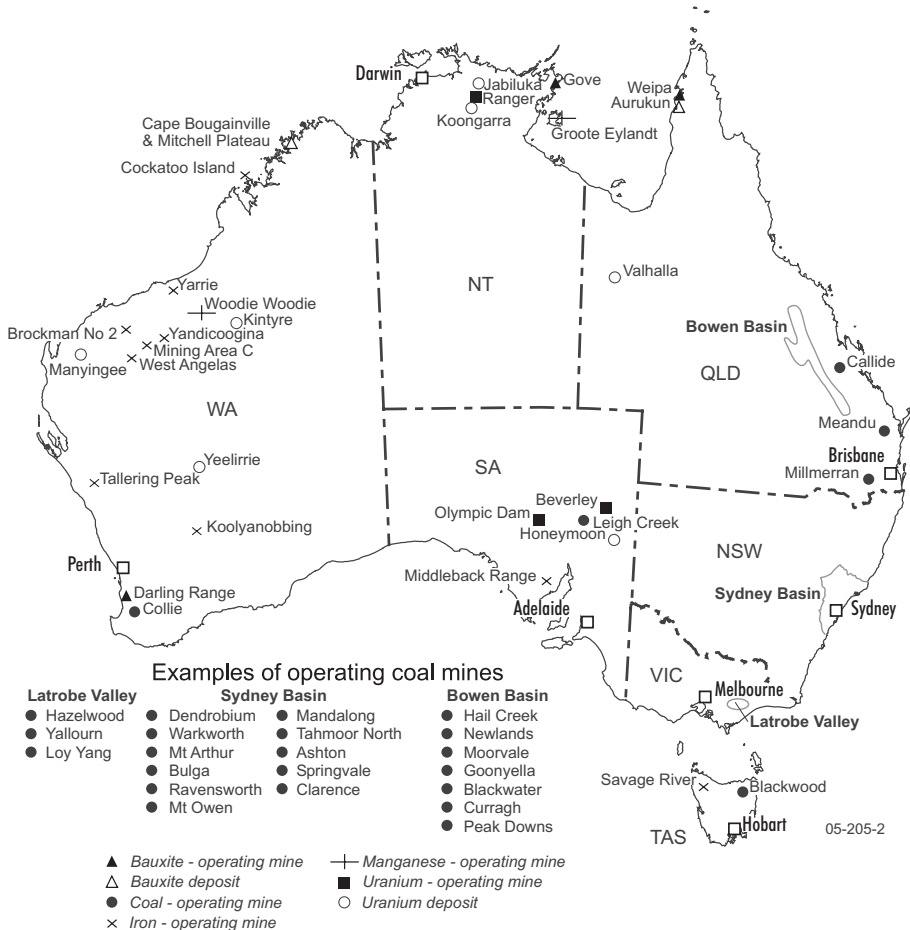 Darwin
Jabiluka
Ranger
Koongarra
Gove
Groote Eylandt
Weipa
Aurukun
Cape Bougainville
& Mitchell Plateau
Cockatoo Island
NT
Valhalla
Yarrie
Woodie Woodie
Kintyre
Brockman No 2
Yandicoogina
Mining Area C
West Angelas
Manyingee
Bowen Basin
Callide
QLD
WA
Meandu
Brisbane
Millmerran
Yeelirrie
Tallering Peak
SA
Beverley
Olympic Dam
Leigh Creek
Honeymoon
Koolyanobbing
NSW
Perth
Middleback Range
Darling Range
Collie
Sydney Basin
Sydney
Adelaide
VIC
Melbourne
Latrobe Valley
Savage River
Blackwood
TAS
Hobart
05-205-2
Examples of operating coal mines
Latrobe Valley
Hazelwood
Yallourn
Loy Yang
Sydney Basin
Dendrobium
Warkworth
Mt Arthur
Bulga
Ravensworth
Mt Owen
Mandalong
Tahmoor North
Ashton
Springvale
Clarence
Bowen Basin
Hail Creek
Newlands
Moorvale
Goonyella
Blackwater
Curragh
Peak Downs
Bauxite - operating mine
Bauxite deposit
Coal - operating mine
Iron - operating mine
Manganese - operating mine
Uranium - operating mine
Uranium deposit